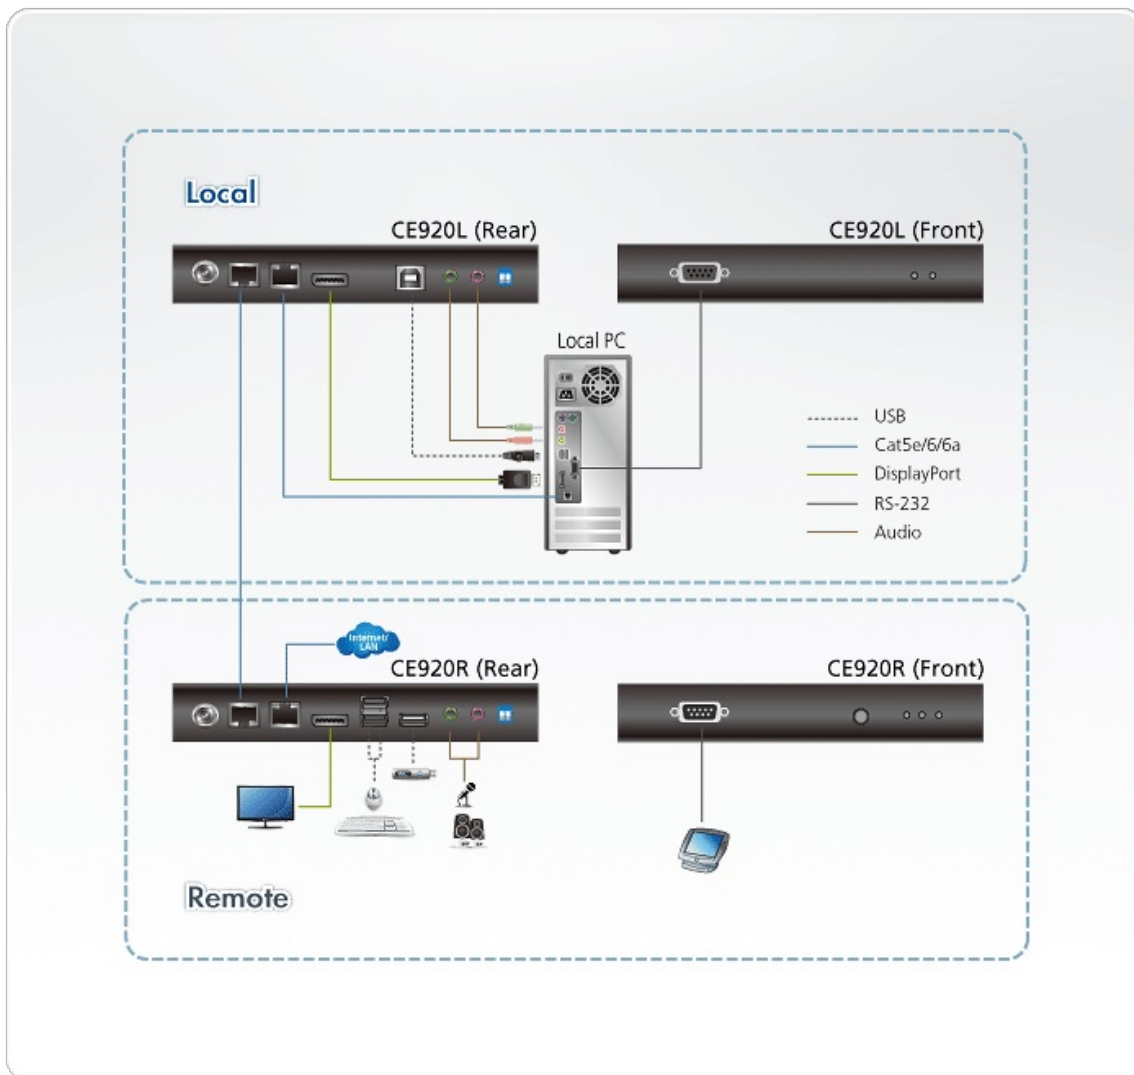 Local
CE920L (Rear)
CE920L (Front)
Local PC
USB
Cat5e/6/6a
DisplayPort
RS-232
Audio
Internet/
LAN
CE920R (Rear)
CE920R (Front)
Remote